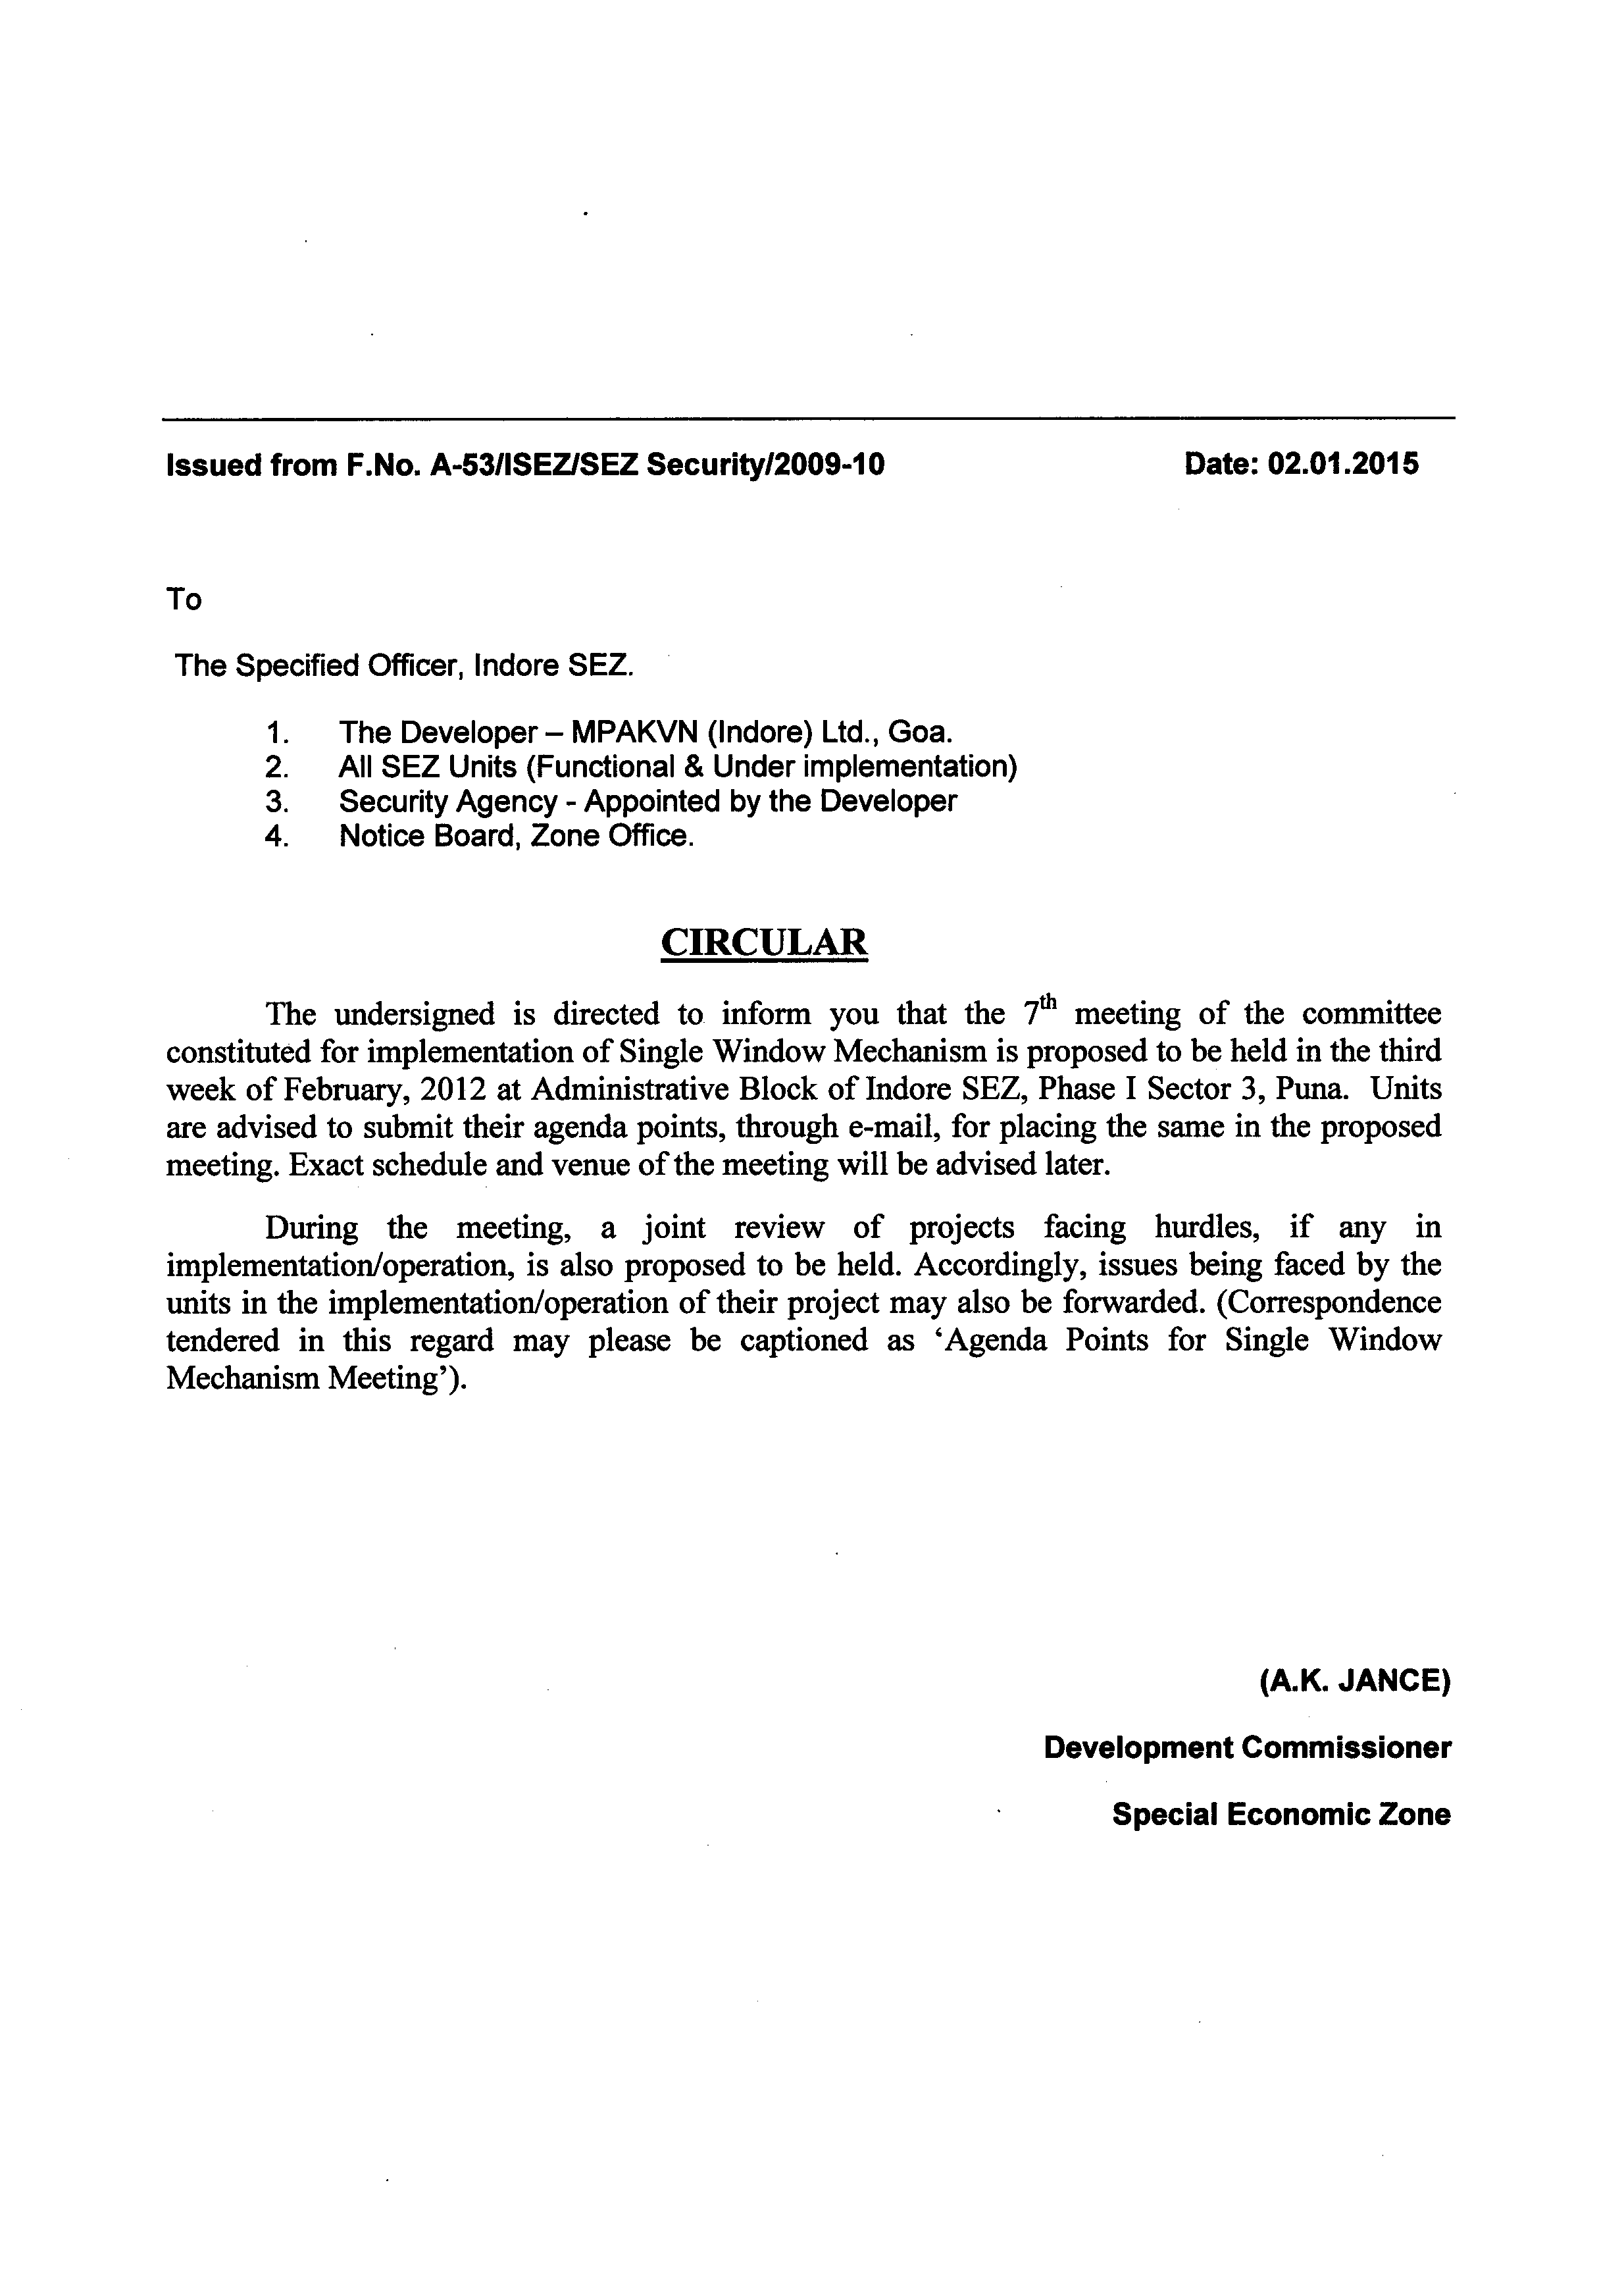 Issued from F.No. A-53/ISEZ/SEZ Security/2009-10 Date: 02.01.2015
To
The Specified Officer, Indore SEZ.
1. The Developer – MPAKVN (Indore) Ltd., Goa.
2. All SEZ Units (Functional & Under implementation)
3. Security Agency - Appointed by the Developer
4. Notice Board, Zone Office.
CIRCULAR
The undersigned is directed to inform you that the 7th meeting of the committee
constituted for implementation of Single Window Mechanism is proposed to be held in the third
week of February, 2012 at Administrative Block of Indore SEZ, Phase I Sector 3, Puna. Units
are advised to submit their agenda points, through e-mail, for placing the same in the proposed
meeting. Exact schedule and venue of the meeting will be advised later.
During the meeting, a joint review of projects facing hurdles, if any in
implementation/operation, is also proposed to be held. Accordingly, issues being faced by the
units in the implementation/operation of their project may also be forwarded. (Correspondence
tendered in this regard may please be captioned as ‘Agenda Points for Single Window
Mechanism Meeting’).
(A.K. JANCE)
Development Commissioner
Special Economic Zone